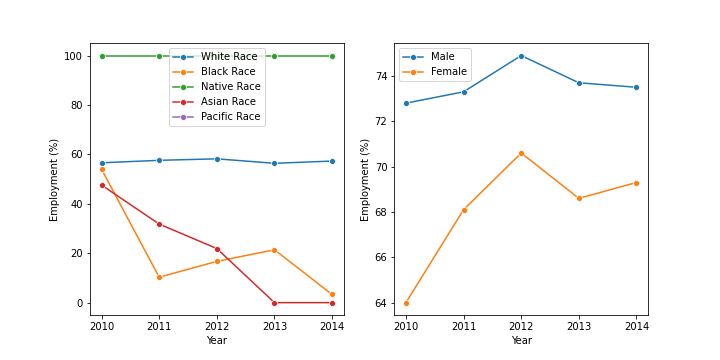 100
80
60
40
20
0
Employment (%)
2010 2011 2012 2013 2014
Year
White Race
Black Race
Native Race
Asian Race
Pacific Race
74
72
70
68
66
64
Employment (%)
2010 2011 2012 2013 2014
Year
Male
Female